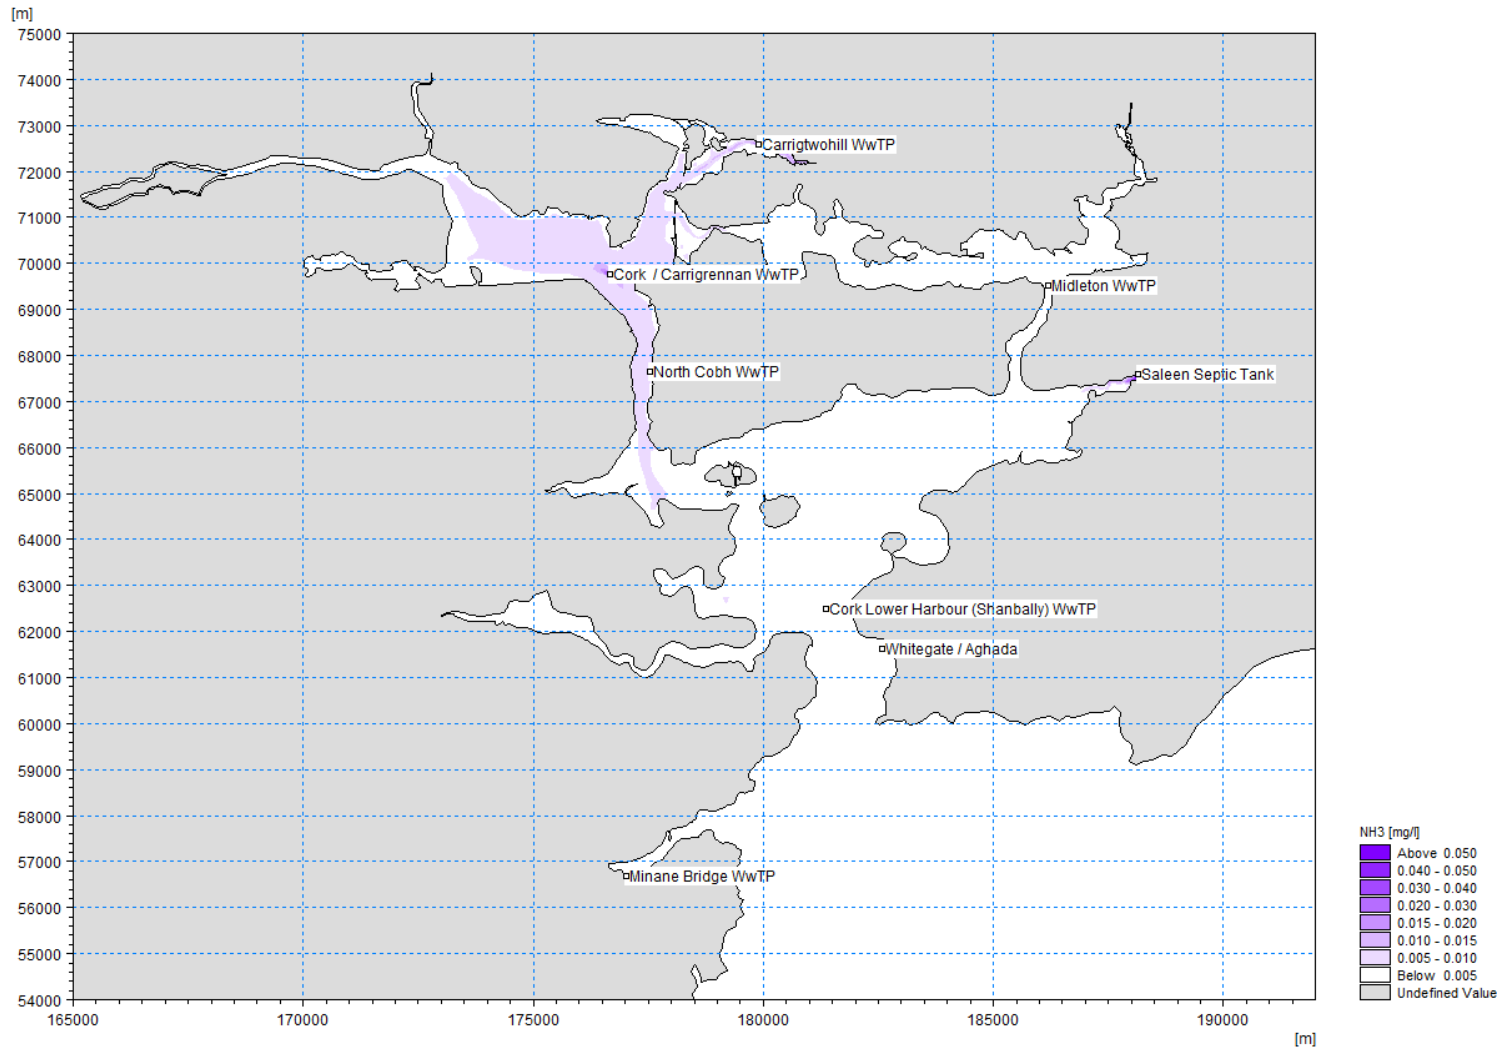 [m]
75000
74000
73000
Carrigtwohill WwTP
72000
71000
70000
Cork / Carrigrennan WwTP
Midleton WwTP
69000
68000
North Cobh WwTP
Saleen Septic Tank
67000
66000
65000
64000
63000
Cork Lower Harbour (Shanbally) WwTP
62000
Whitegate / Aghada
61000
60000
59000
58000
57000
Minane Bridge WwTP
56000
55000
54000
165000 170000 175000 180000 185000 190000
[m]
NH3 [mg/l]
Above 0.050
0.040 - 0.050
0.030 - 0.040
0.020 - 0.030
0.015 - 0.020
0.010 - 0.015
0.005 - 0.010
Below 0.005
Undefined Value